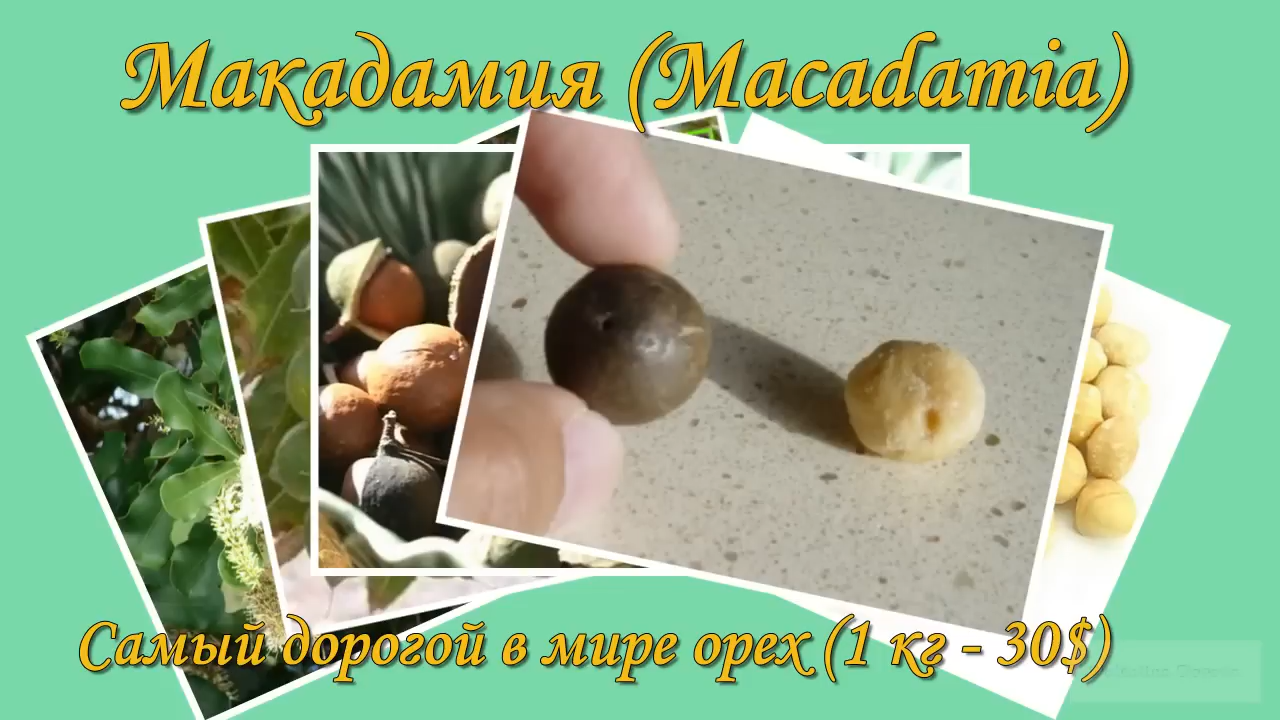 Макадамия (Macadamia)
Самый дорогой в мире орех (1 кг - 30$)